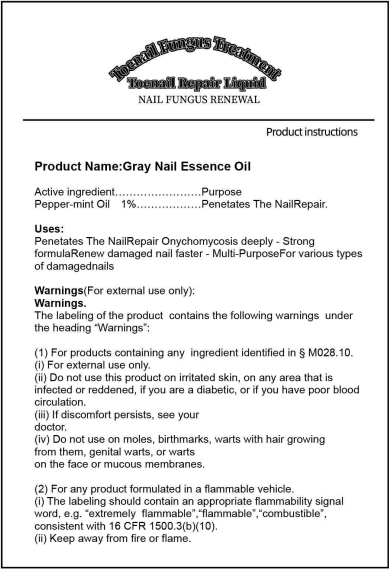 Toenail Fungus Treatment
Toenail Repair Liquid
NAIL FUNGUS RENEWAL
Product instructions
Product Name:Gray Nail Essence Oil
Active ingredient……………………Purpose
Pepper-mint Oil 1%………………Penetates The NailRepair.
Uses:
Penetates The NailRepair Onychomycosis deeply - Strong
formulaRenew damaged nail faster - Multi-PurposeFor various types
of damagednails
Warnings(For external use only):
Warnings.
The labeling of the product contains the following warnings under
the heading “Warnings”:
(1) For products containing any ingredient identified in § M028.10.
(i) For external use only.
(ii) Do not use this product on irritated skin, on any area that is
infected or reddened, if you are a diabetic, or if you have poor blood
circulation.
(iii) If discomfort persists, see your
doctor.
(iv) Do not use on moles, birthmarks, warts with hair growing
from them, genital warts, or warts
on the face or mucous membranes.
(2) For any product formulated in a flammable vehicle.
(i) The labeling should contain an appropriate flammability signal
word, e.g. “extremely flammable”,“flammable”,“combustible”,
consistent with 16 CFR 1500.3(b)(10).
(ii) Keep away from fire or flame.